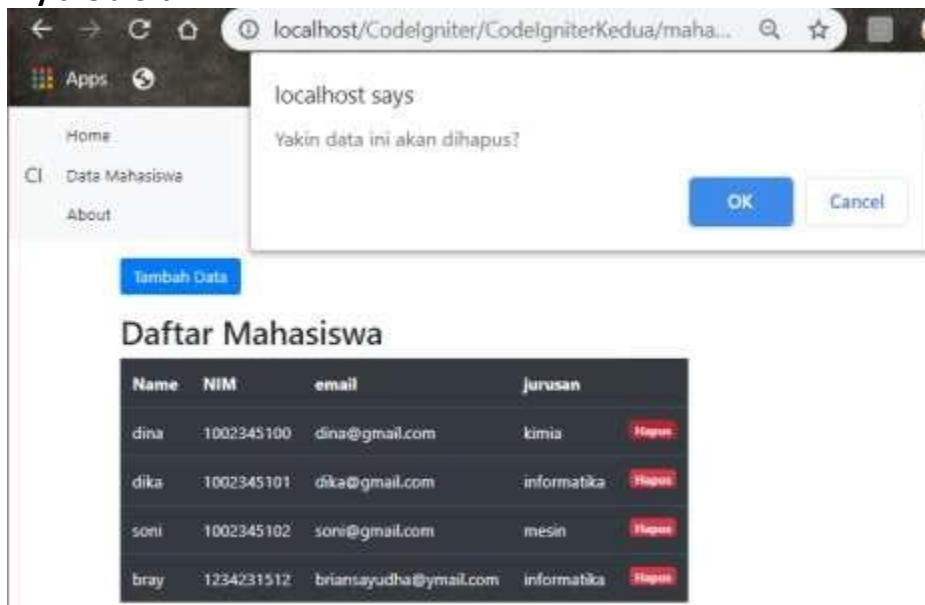 localhost/CodeIgniter/CodeIgniterKedua/maha...
Apps
localhost says
Yakin data ini akan dihapus?
OK Cancel
Home
CI Data Mahasiswa
About
Tambah Data
Daftar Mahasiswa
Name NIM email jurusan
dina 1002345100 dina@gmail.com kimia Hapus
dika 1002345101 dika@gmail.com informatika Hapus
soni 1002345102 soni@gmail.com mesin Hapus
bray 1234231512 briansayudha@ymail.com informatika Hapus